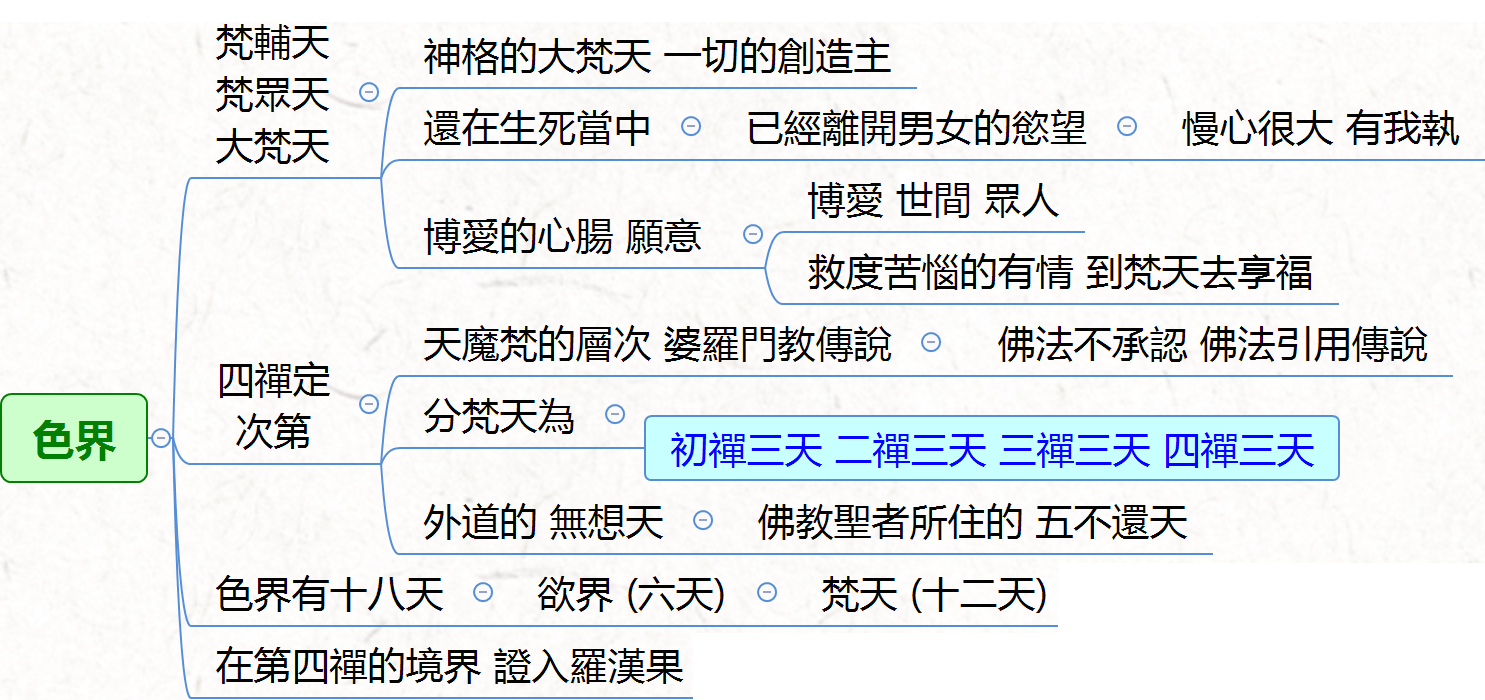 色界
梵輔天
梵眾天
大梵天
神格的大梵天 一切的創造主
還在生死當中
已經離開男女的慾望
慢心很大 有我執
博愛的心腸 願意
博愛 世間 眾人
救度苦惱的有情 到梵天去享福
四禪定
次第
天魔梵的層次 婆羅門教傳說
佛法不承認 佛法引用傳說
分梵天為
初禪三天 二禪三天 三禪三天 四禪三天
外道的 無想天
佛教聖者所住的 五不還天
色界有十八天
欲界 (六天)
梵天 (十二天)
在第四禪的境界 證入羅漢果